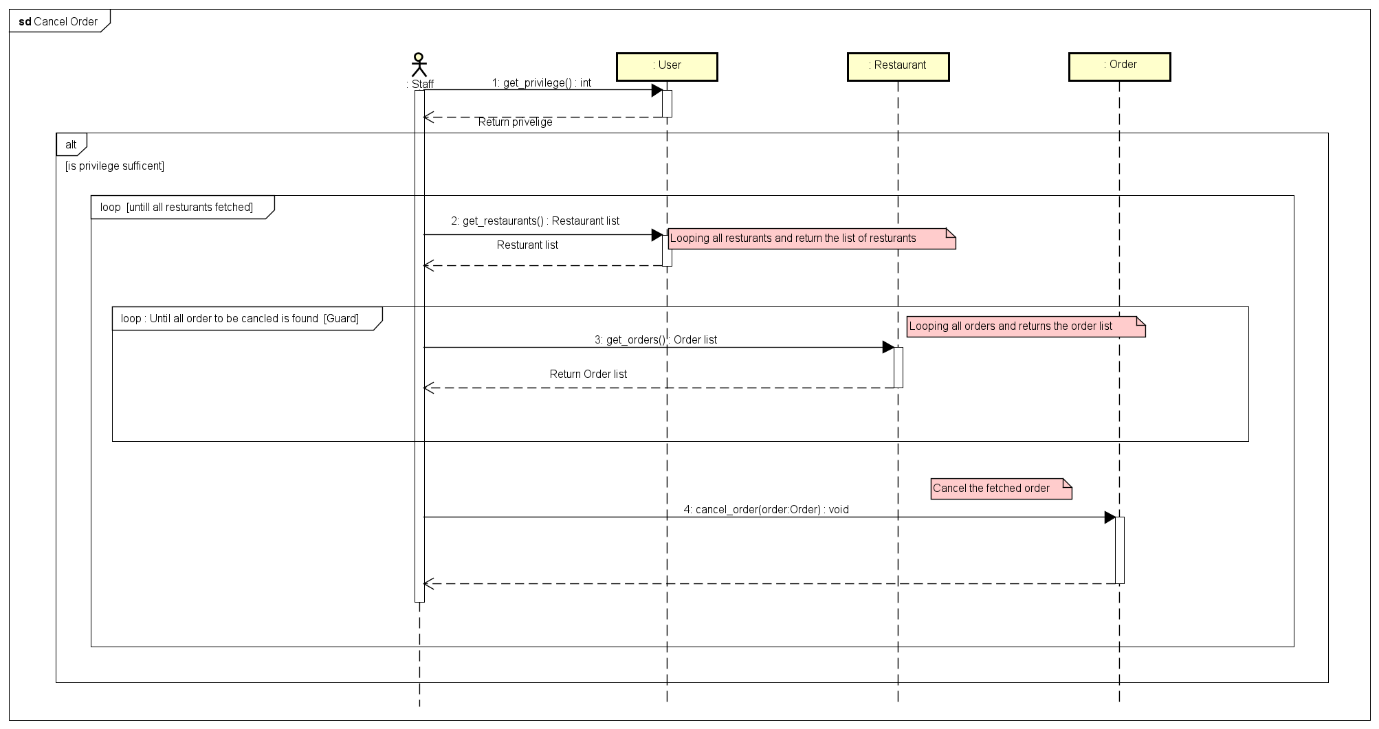 sd Cancel Order
: Staff
: User
: Restaurant
: Order
1: get_privilege() : int
Return privelige
alt
[is privilege sufficent]
loop [untill all resturants fetched]
2: get_restaurants() : Restaurant list
Looping all resturants and return the list of resturants
Resturant list
loop : Until all order to be cancled is found [Guard]
Looping all orders and returns the order list
3: get_orders() : Order list
Return Order list
Cancel the fetched order
4: cancel_order(order:Order) : void